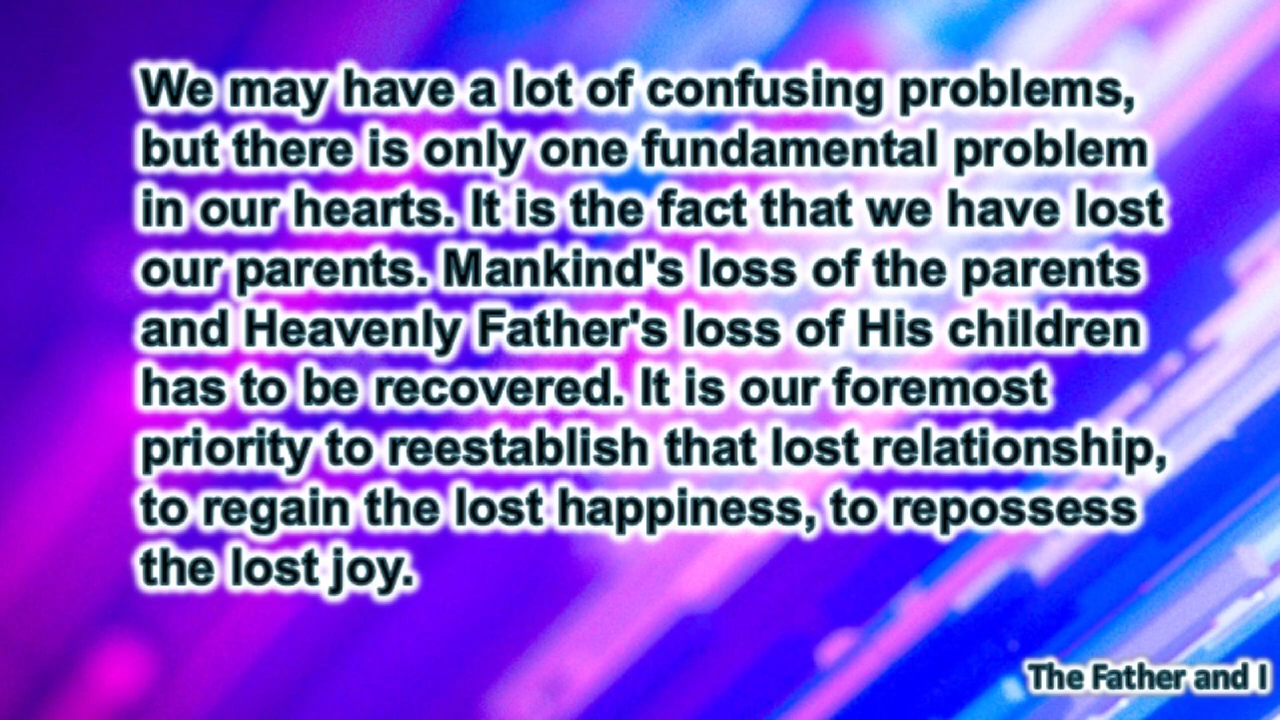 We may have a lot of confusing problems,
but there is only one fundamental problem
in our hearts. It is the fact that we have lost
our parents. Mankind's loss of the parents
and Heavenly Father's loss of His children
has to be recovered. It is our foremost
priority to reestablish that lost relationship,
to regain the lost happiness, to repossess
the lost joy.
The Father and I